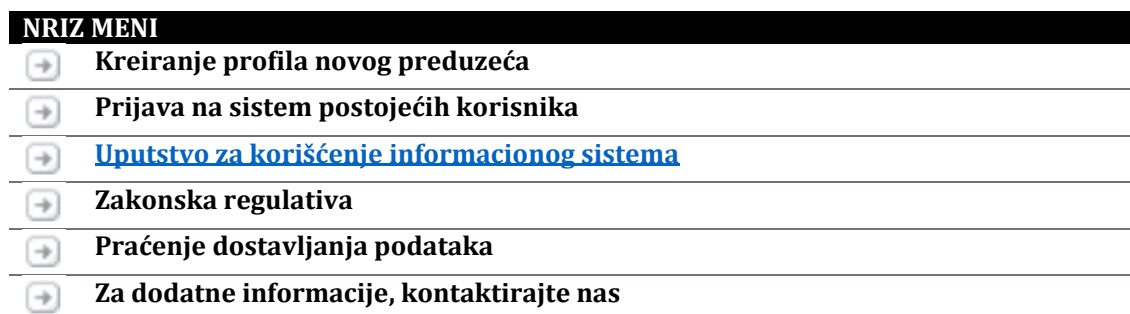 NRIZ MENI
Kreiranje profila novog preduzeća
Prijava na sistem postojećih korisnika
Uputstvo za korišćenje informacionog sistema
Zakonska regulativa
Praćenje dostavljanja podataka
Za dodatne informacije, kontaktirajte nas